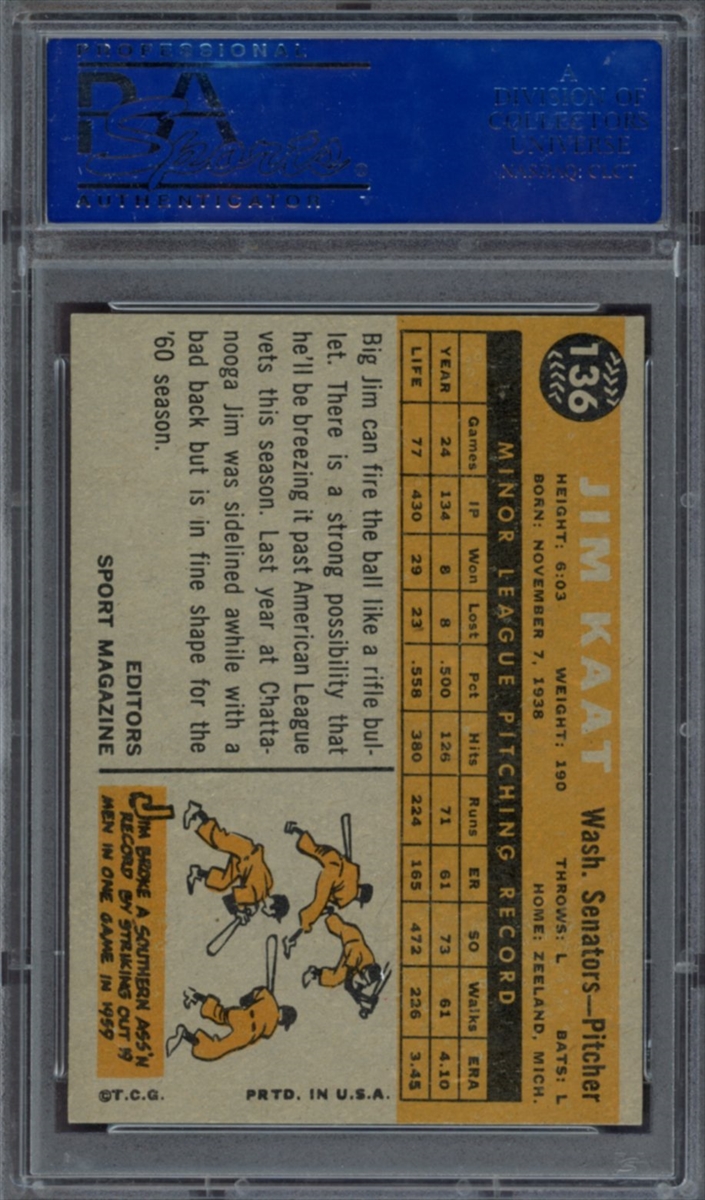 PROFESSIONAL
PSA
Sports
AUTHENTICATOR
A
DIVISION OF
COLLECTORS
UNIVERSE
NASDAQ: CLCT
136
JIM KAAT Wash. Senators—Pitcher
HEIGHT: 6:03 WEIGHT: 190 THROWS: L BATS: L
BORN: NOVEMBER 7, 1938 HOME: ZEELAND, MICH.
MINOR LEAGUE PITCHING RECORD
Games IP Won Lost Pct Hits Runs ER SO Walks ERA
YEAR 24 134 8 8 .500 126 71 61 73 61 4.10
LIFE 77 430 29 23 .558 380 224 165 472 226 3.45
Big Jim can fire the ball like a rifle bul-
let. There is a strong possibility that
he'll be breezing it past American League
vets this season. Last year at Chatta-
nooga Jim was sidelined awhile with a
bad back but is in fine shape for the
'60 season.
EDITORS
SPORT MAGAZINE
JIM BROKE A SOUTHERN ASS'N
RECORD BY STRIKING OUT 19
MEN IN ONE GAME IN 1959
PRTD. IN U.S.A.
©T.C.G.